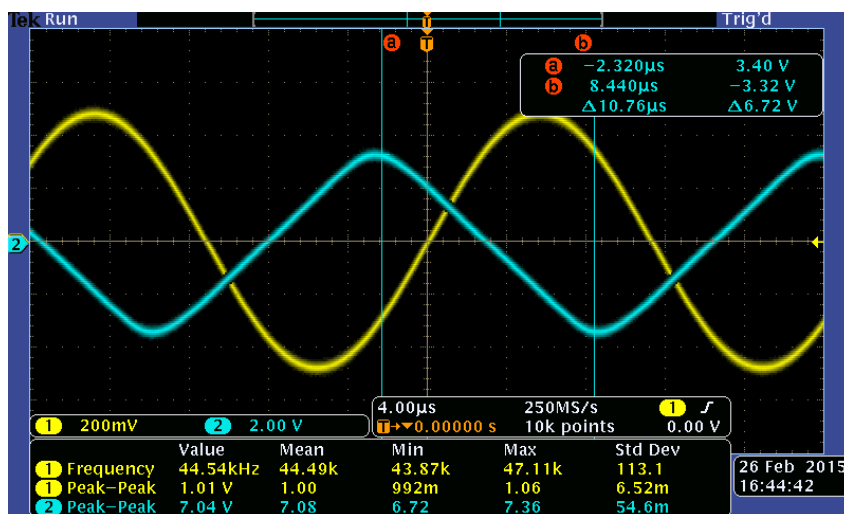 Tek Run Trig'd
T
a T b
a −2.320µs 3.40 V
b 8.440µs −3.32 V
Δ10.76µs Δ6.72 V
2
4.00µs 250MS/s 1
1 200mV 2 2.00 V T→▾0.00000 s 10k points 0.00 V
Value Mean Min Max Std Dev
1 Frequency 44.54kHz 44.49k 43.87k 47.11k 113.1
1 Peak−Peak 1.01 V 1.00 992m 1.06 6.52m
2 Peak−Peak 7.04 V 7.08 6.72 7.36 54.6m
26 Feb 2015
16:44:42